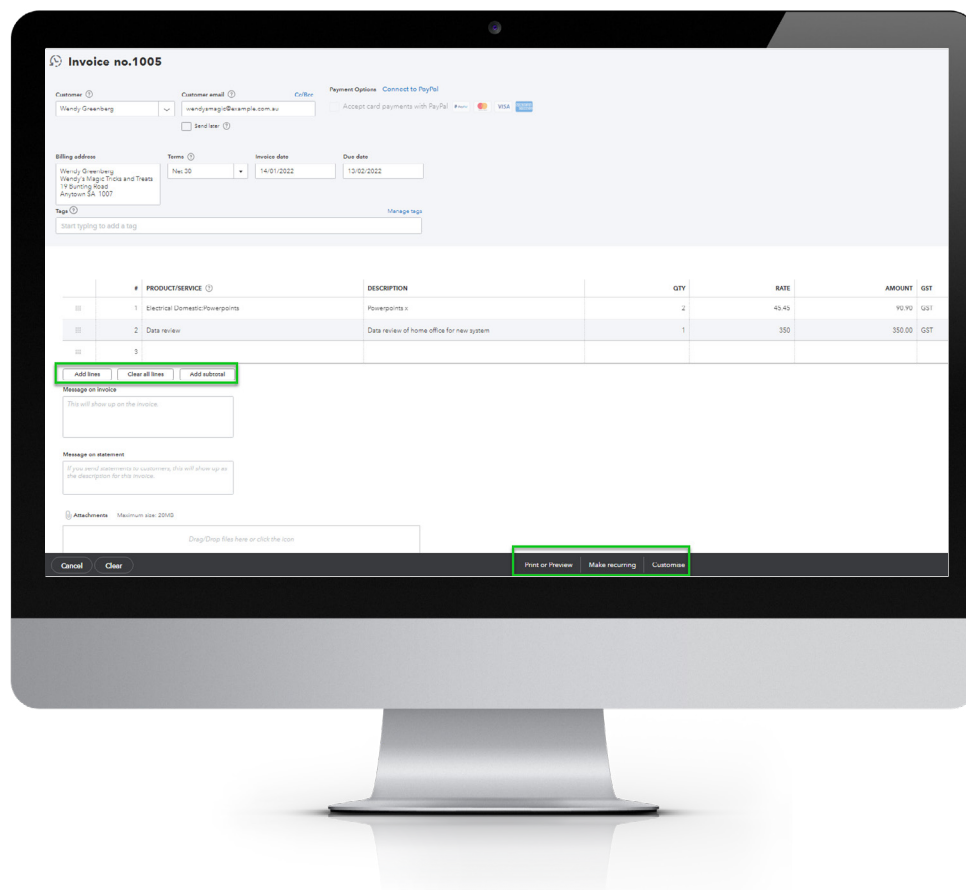 Invoice no.1005
Customer
Customer email
Cc/Bcc
Payment Options Connect to PayPal
Wendy Greenberg
wendysmagic@example.com.au
Accept card payments with PayPal
VISA
Send later
Billing address
Terms
Invoice date
Due date
Wendy Greenberg
Wendy's Magic Tricks and Treats
19 Bunting Road
Anytown SA 1007
Net 30
14/01/2022
13/02/2022
Tags
Manage tags
Start typing to add a tag
# PRODUCT/SERVICE DESCRIPTION QTY RATE AMOUNT GST
1 Electrical Domestic:Powerpoints Powerpoints x 2 45.45 90.90 GST
2 Data review Data review of home office for new system 1 350 350.00 GST
3
Add lines Clear all lines Add subtotal
Message on invoice
This will show up on the invoice.
Message on statement
If you send statements to customers, this will show up as
the description for this invoice.
Attachments Maximum size: 20MB
Drag/Drop files here or click the icon
Cancel Clear Print or Preview Make recurring Customise